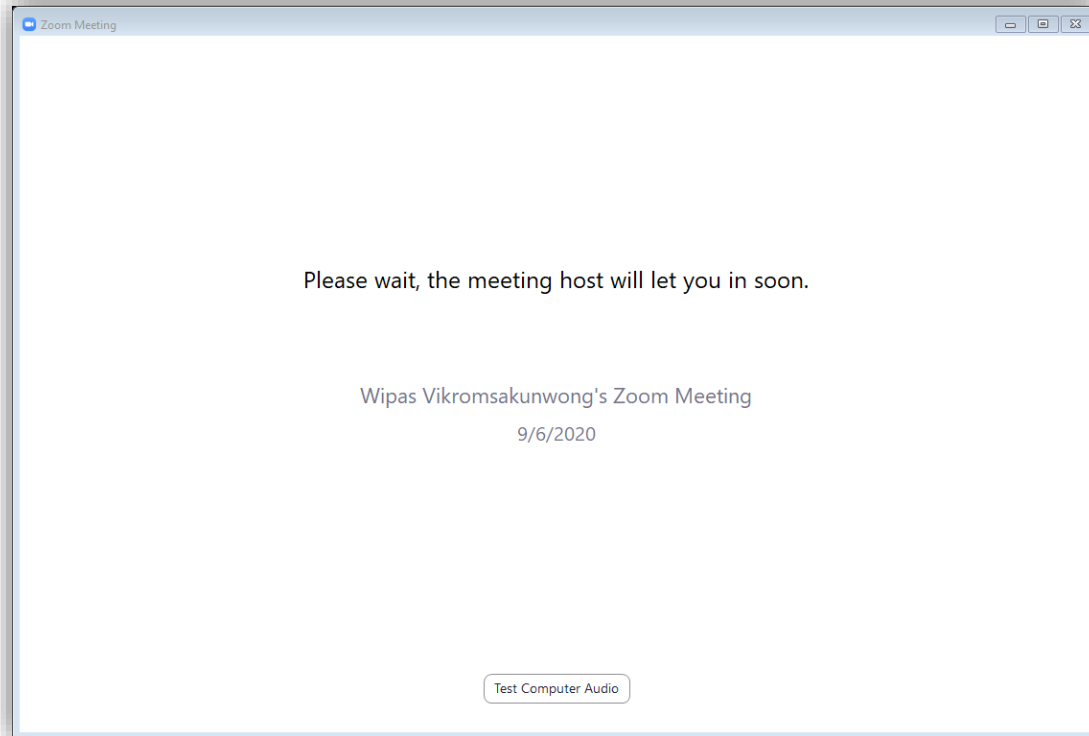 Zoom Meeting
Please wait, the meeting host will let you in soon.
Wipas Vikromsakunwong's Zoom Meeting
9/6/2020
Test Computer Audio